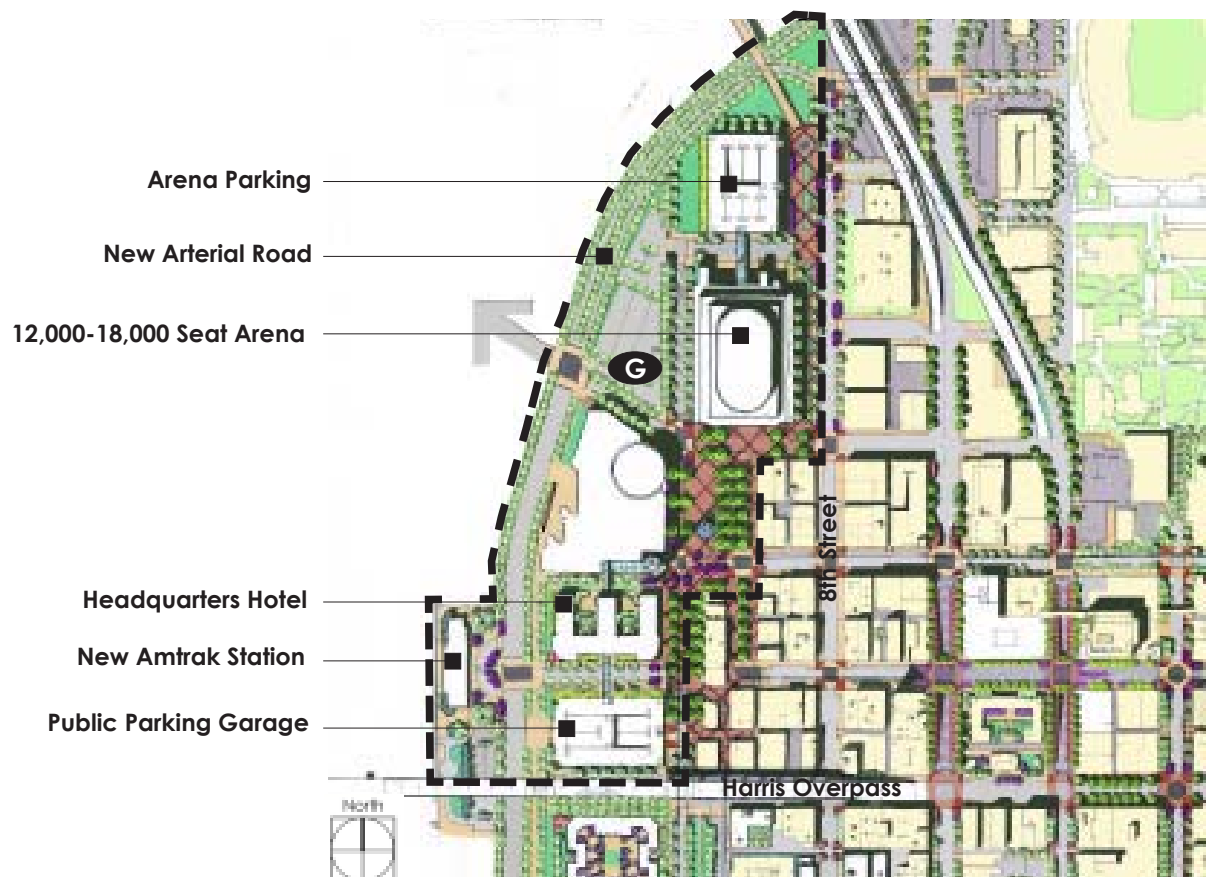 Arena Parking
New Arterial Road
12,000-18,000 Seat Arena
G
8th Street
Headquarters Hotel
New Amtrak Station
Public Parking Garage
Harris Overpass
North